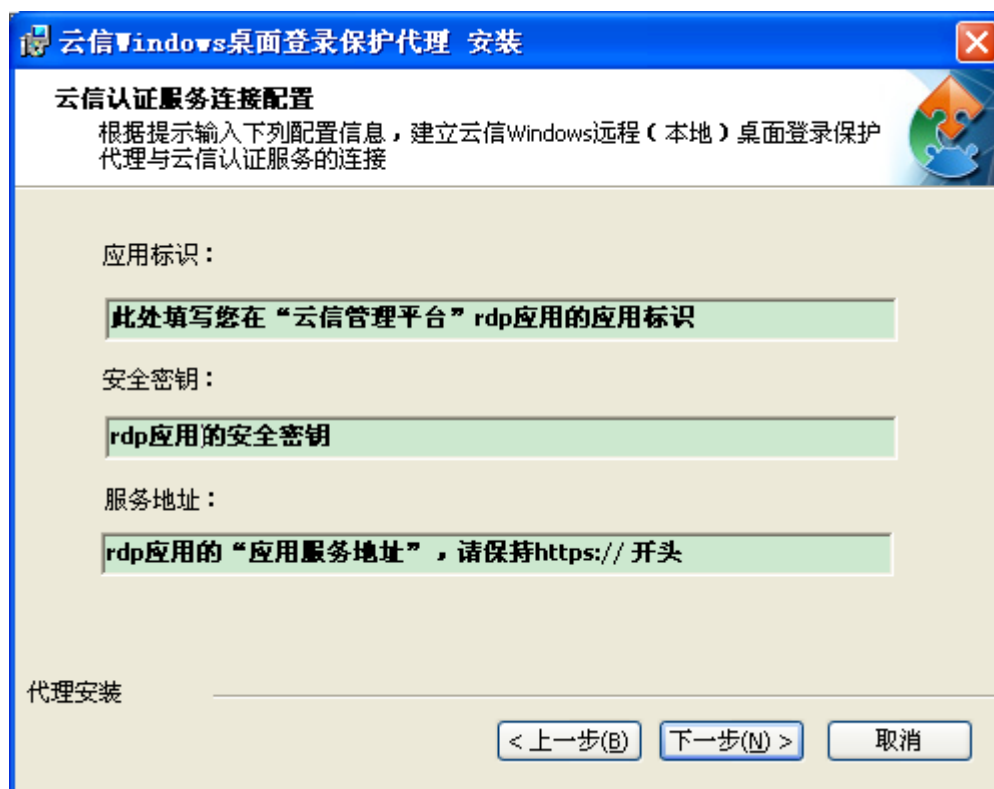 云信Windows桌面登录保护代理 安装
云信认证服务连接配置
根据提示输入下列配置信息，建立云信Windows远程（本地）桌面登录保护
代理与云信认证服务的连接
应用标识：
此处填写您在“云信管理平台”rdp应用的应用标识
安全密钥：
rdp应用的安全密钥
服务地址：
rdp应用的“应用服务地址”，请保持https:// 开头
代理安装
< 上一步(B)
下一步(N) >
取消